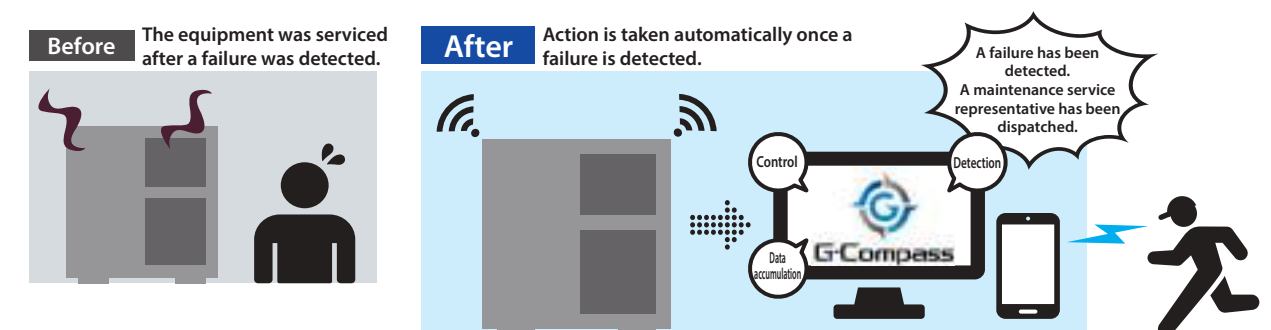 Before
The equipment was serviced
after a failure was detected.
After
Action is taken automatically once a
failure is detected.
A failure has been
detected.
A maintenance service
representative has been
dispatched.
Control
Detection
G
G-Compass
Data
accumulation